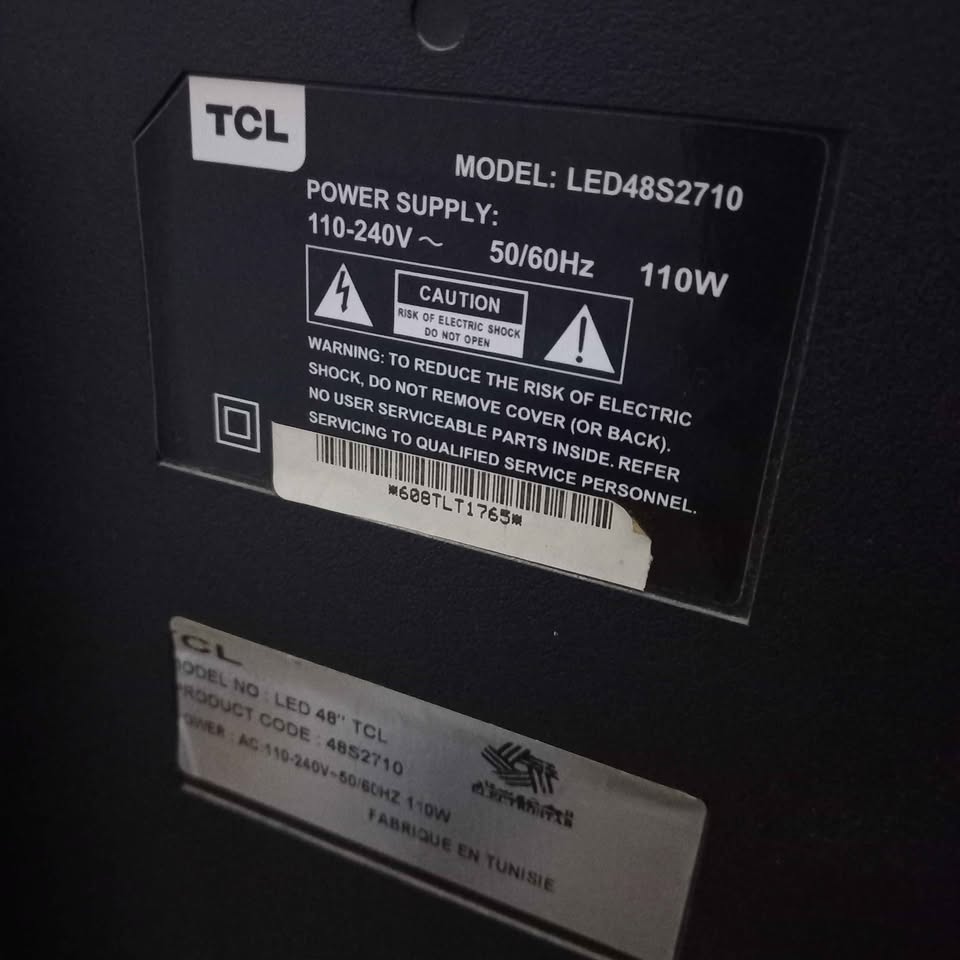 TCL
MODEL: LED48S2710
POWER SUPPLY:
110-240V ~ 50/60Hz 110W
CAUTION
RISK OF ELECTRIC SHOCK
DO NOT OPEN
WARNING: TO REDUCE THE RISK OF ELECTRIC
SHOCK, DO NOT REMOVE COVER (OR BACK).
NO USER SERVICEABLE PARTS INSIDE. REFER
SERVICING TO QUALIFIED SERVICE PERSONNEL.
*608TLT1765*
CL
ODEL NO : LED 48" TCL
PRODUCT CODE : 48S2710
OWER : AC:110-240V~50/60HZ 110W
FABRIQUE EN TUNISIE